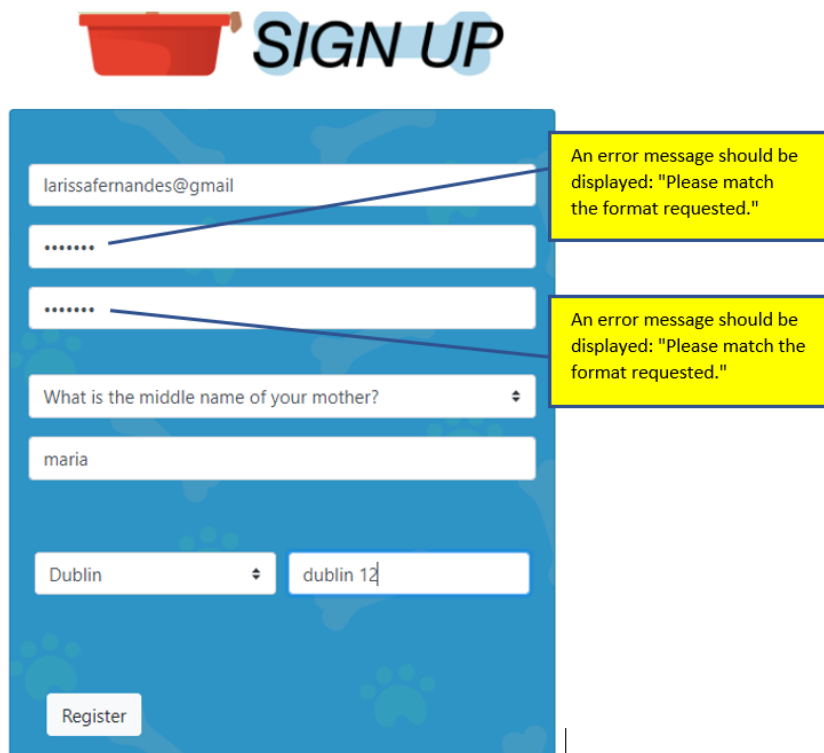 SIGN UP
larissafernandes@gmail
An error message should be
displayed: "Please match
the format requested."
•••••••
•••••••
An error message should be
displayed: "Please match the
format requested."
What is the middle name of your mother?
maria
Dublin
dublin 12
Register